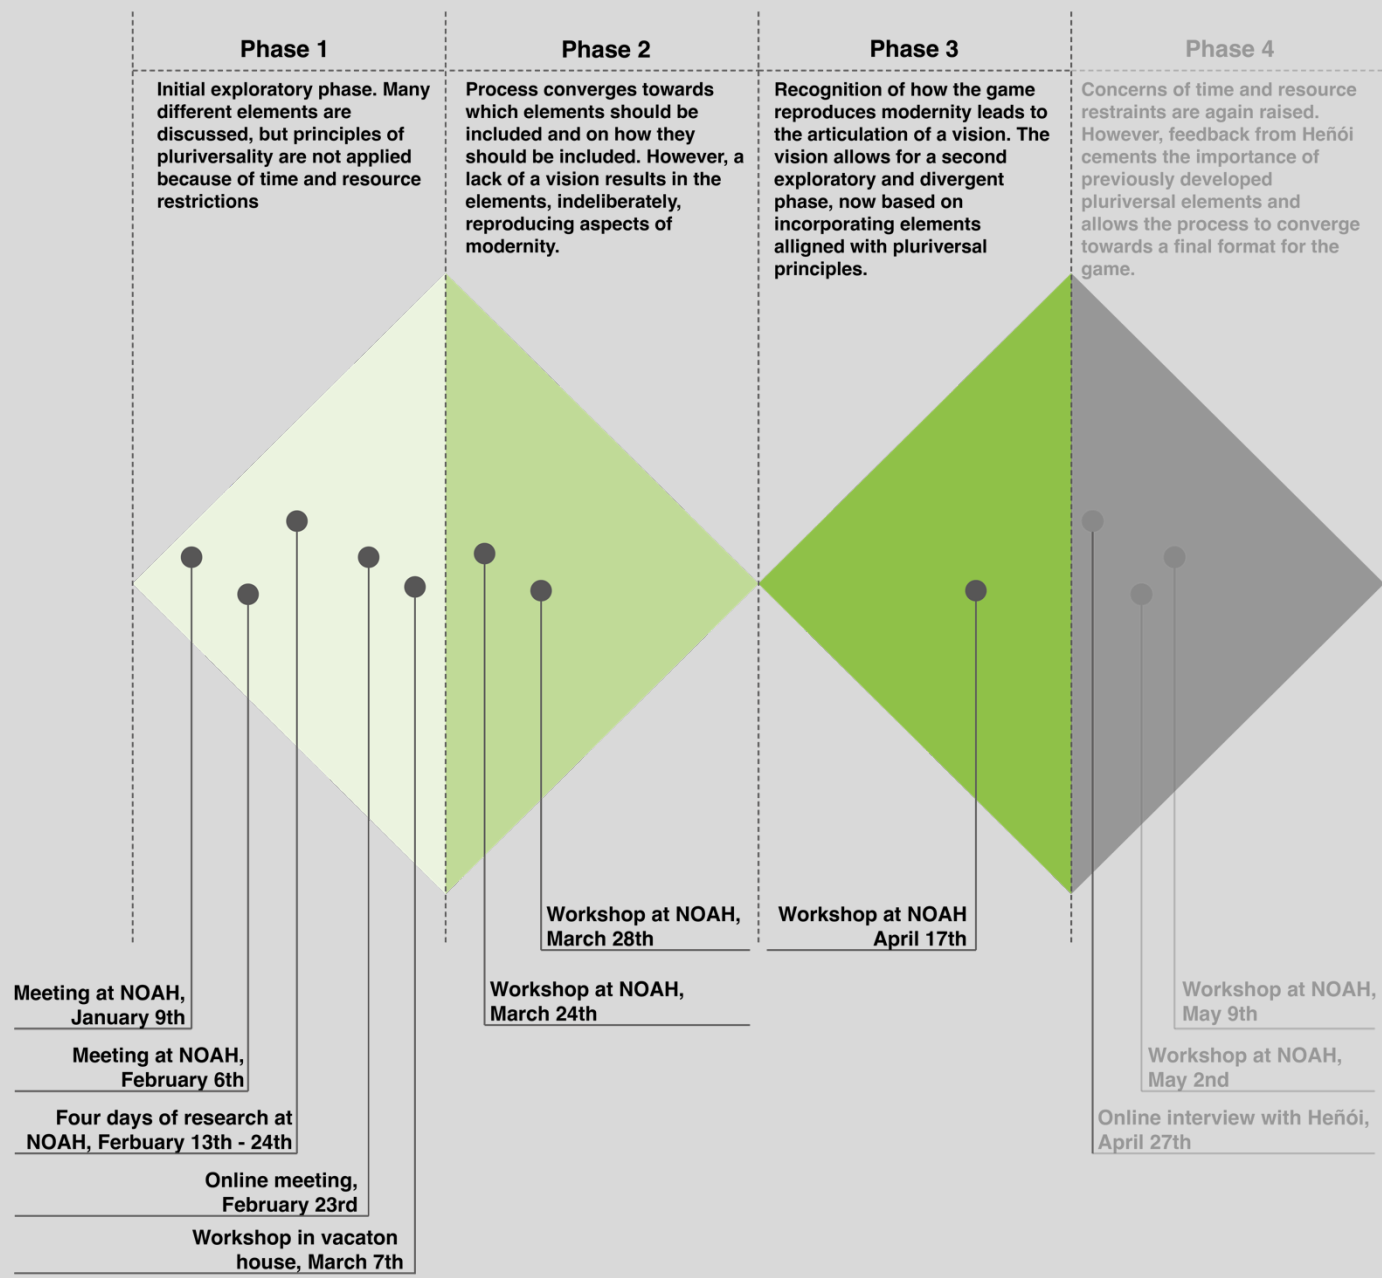 Phase 1
Initial exploratory phase. Many
different elements are
discussed, but principles of
pluriversality are not applied
because of time and resource
restrictions
Phase 2
Process converges towards
which elements should be
included and on how they
should be included. However, a
lack of a vision results in the
elements, indeliberately,
reproducing aspects of
modernity.
Phase 3
Recognition of how the game
reproduces modernity leads to
the articulation of a vision. The
vision allows for a second
exploratory and divergent
phase, now based on
incorporating elements
alligned with pluriversal
principles.
Phase 4
Concerns of time and resource
restraints are again raised.
However, feedback from Heñói
cements the importance of
previously developed
pluriversal elements and
allows the process to converge
towards a final format for the
game.
Meeting at NOAH,
January 9th
Meeting at NOAH,
February 6th
Four days of research at
NOAH, Ferbuary 13th - 24th
Online meeting,
February 23rd
Workshop in vacaton
house, March 7th
Workshop at NOAH,
March 28th
Workshop at NOAH,
March 24th
Workshop at NOAH
April 17th
Workshop at NOAH,
May 9th
Workshop at NOAH,
May 2nd
Online interview with Heñói,
April 27th